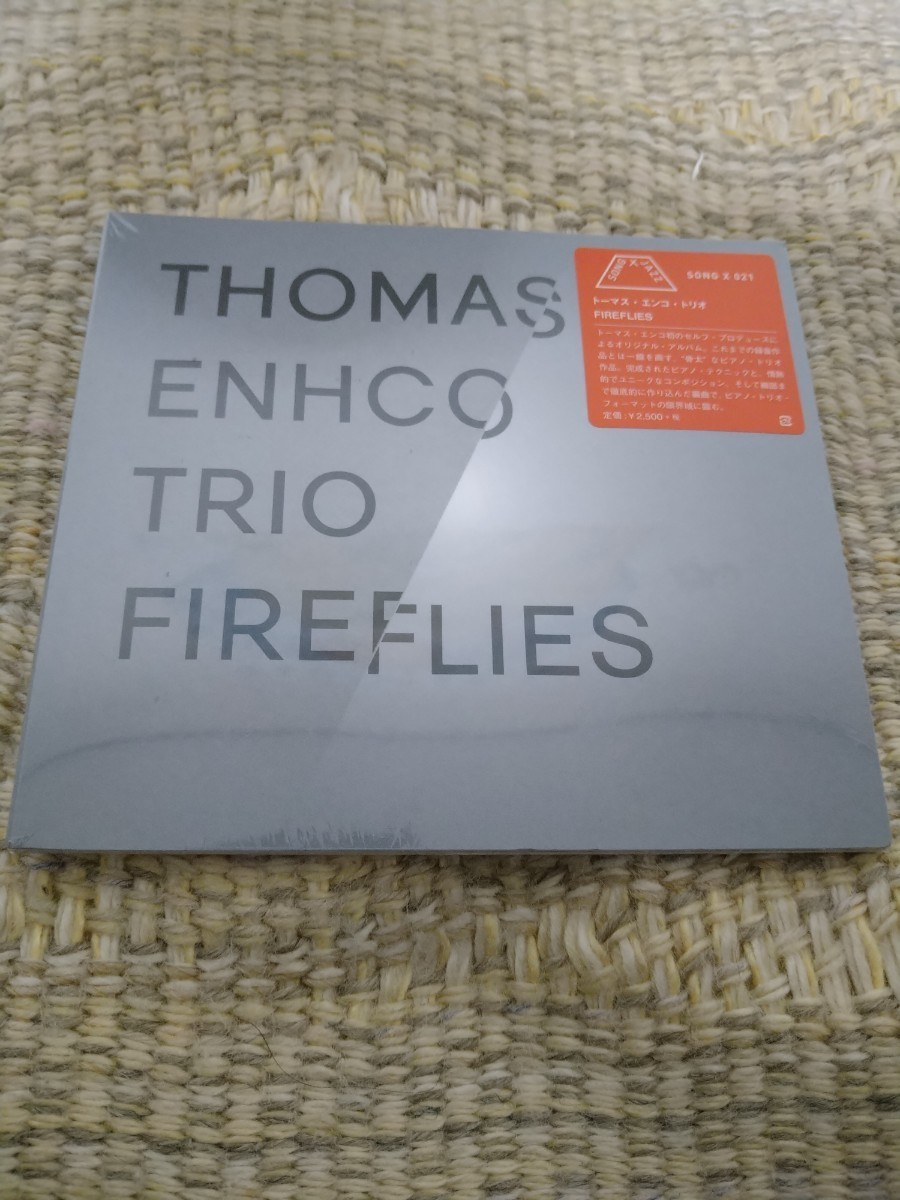 THOMAS
ENHCO
TRIO
FIREFLIES
SONG X JAZZ
SONG X 021
トーマス・エンコ・トリオ
FIREFLIES
トーマス・エンコ初のセルフ・プロデュースに
よるオリジナル・アルバム。これまでの録音作
品とは一線を画す、"骨太"なピアノ・トリオ
作品。完成されたピアノ・テクニックと、情熱
的でユニークなコンポジション、そして細部ま
で徹底的に作り込んだ編曲で、ピアノ・トリオ・
フォーマットの限界域に臨む。
定価：￥2,500+税